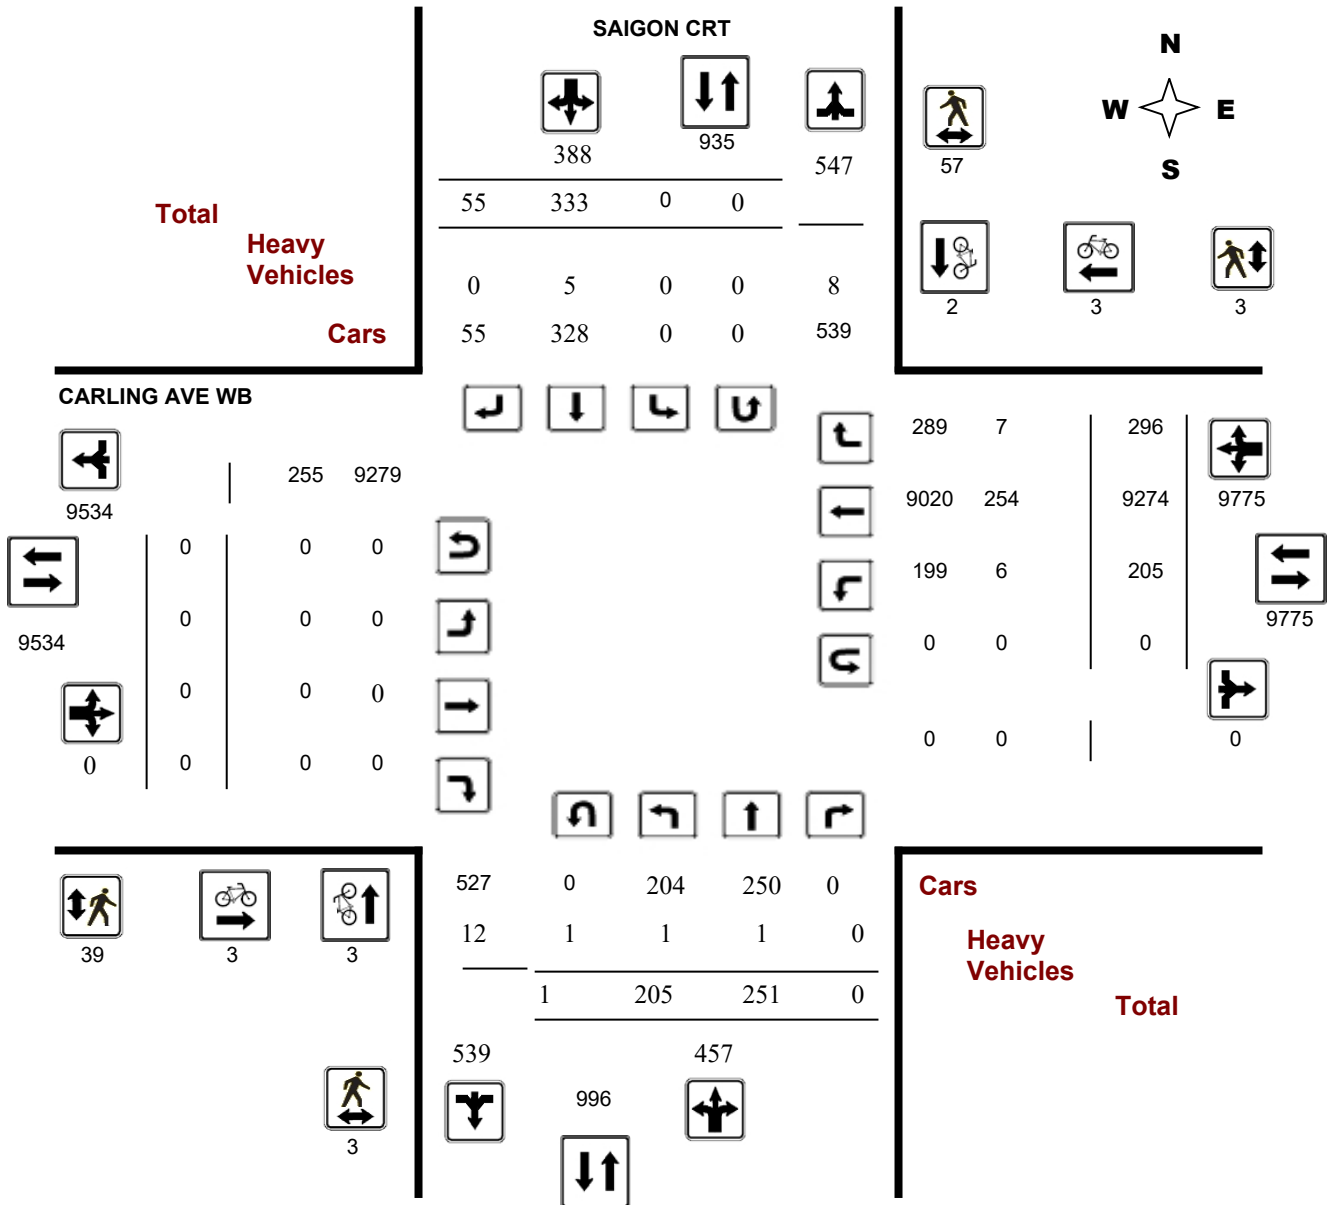 SAIGON CRT
N
W E
S
388
935
547
57
55 333 0 0
Total
Heavy
Vehicles
0 5 0 0 8
2 3 3
Cars
55 328 0 0 539
CARLING AVE WB
289 7 296
255 9279
9534
9020 254 9274 9775
0 0 0
199 6 205
9775
0 0 0
9534
0 0 0
0 0 0
0 0 0
0
0 0 0
0 0 0
527 0 204 250 0
Cars
12 1 1 1 0
Heavy
Vehicles
39 3 3
1 205 251 0
Total
539 457
996
3